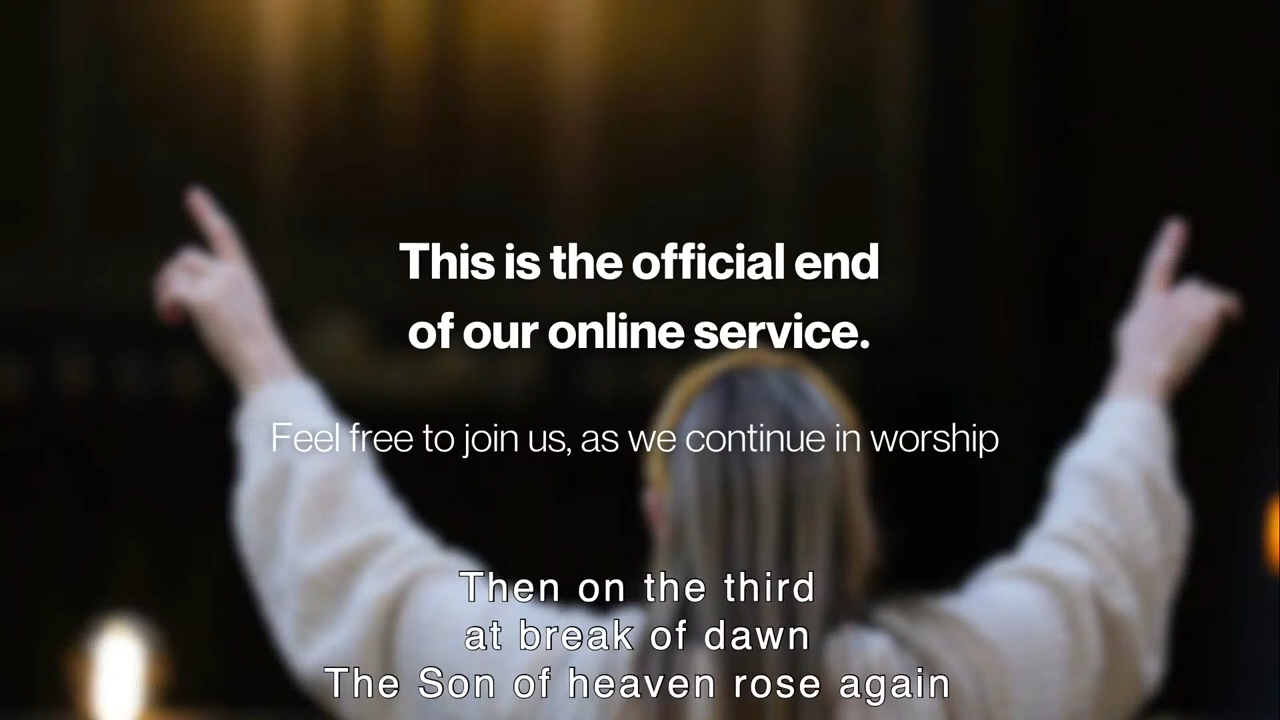 This is the official end
of our online service.
Feel free to join us, as we continue in worship
Then on the third
at break of dawn
The Son of heaven rose again